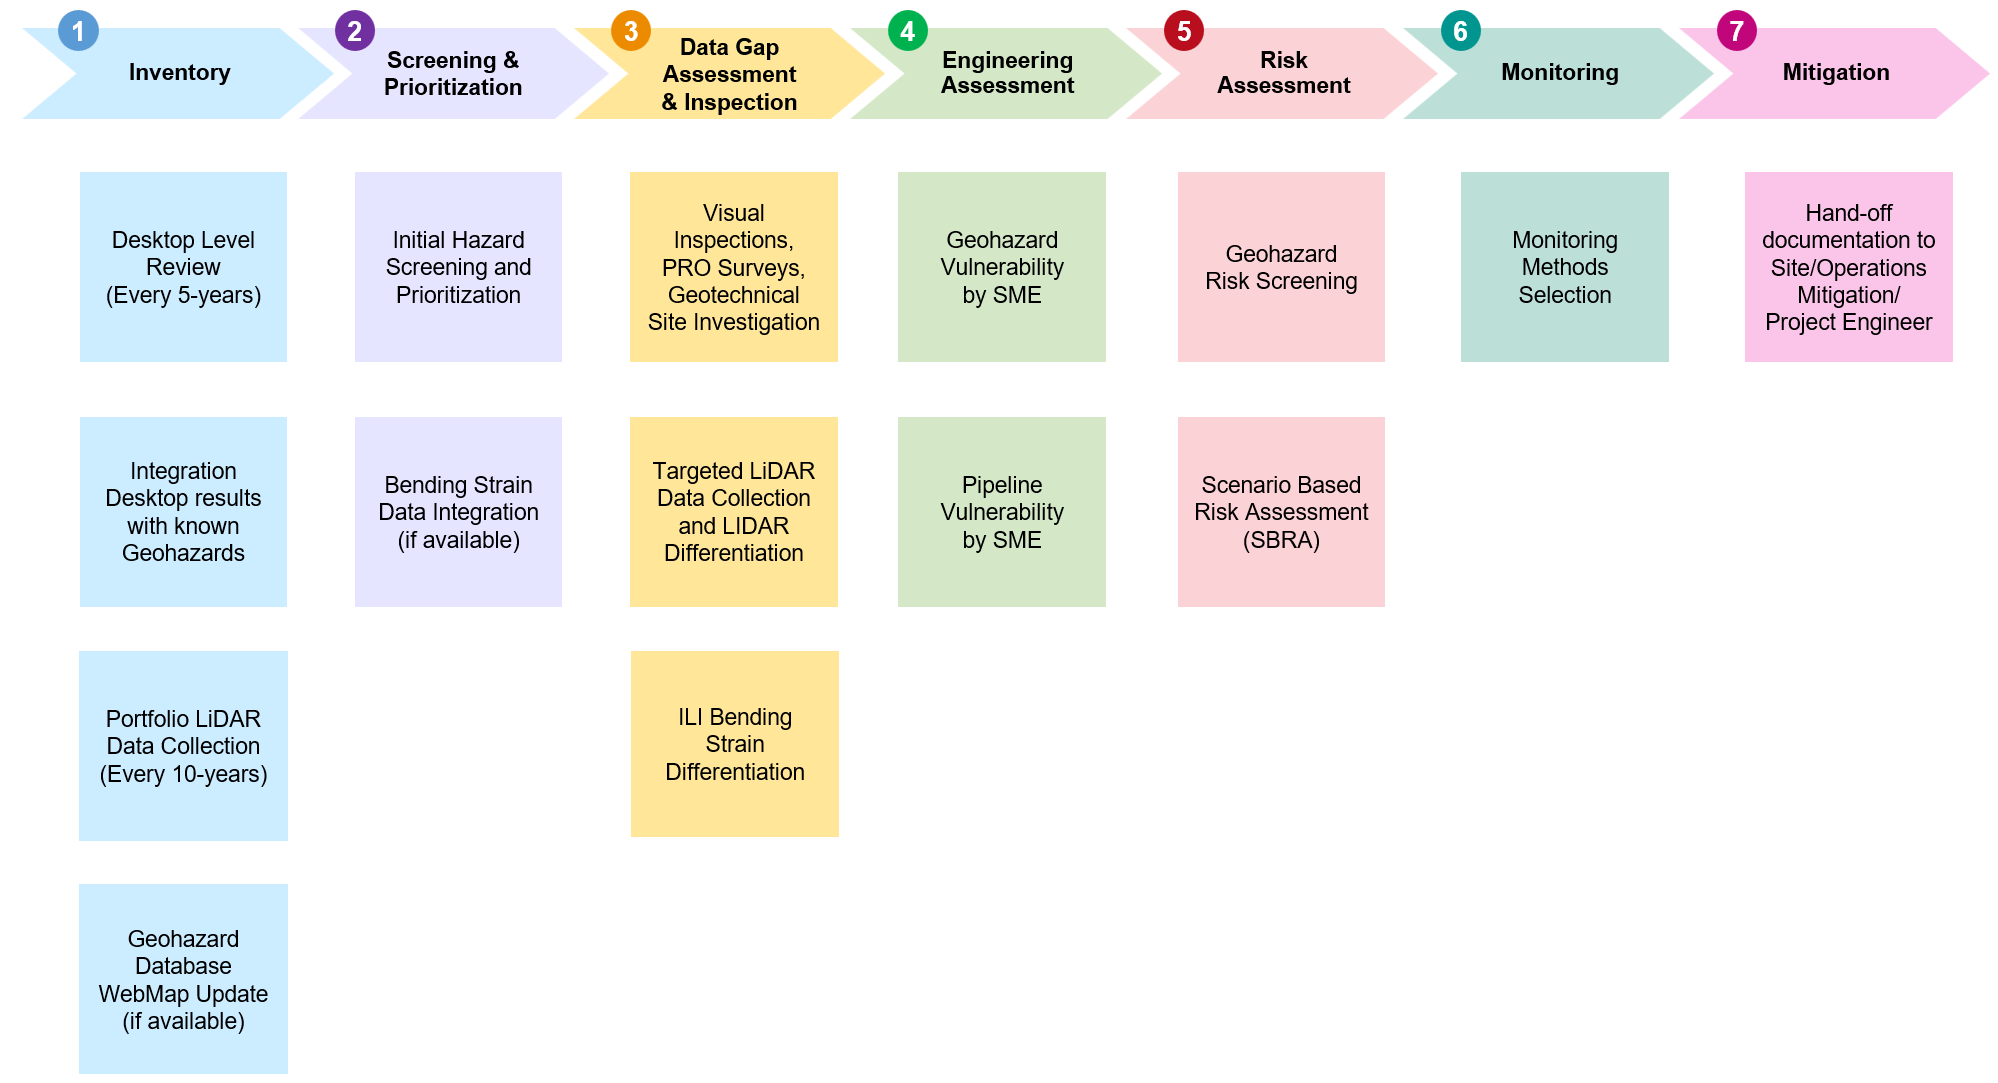 1
Inventory
2
Screening &
Prioritization
3
Data Gap
Assessment
& Inspection
4
Engineering
Assessment
5
Risk
Assessment
6
Monitoring
7
Mitigation
Desktop Level
Review
(Every 5-years)
Initial Hazard
Screening and
Prioritization
Visual
Inspections,
PRO Surveys,
Geotechnical
Site Investigation
Geohazard
Vulnerability
by SME
Geohazard
Risk Screening
Monitoring
Methods
Selection
Hand-off
documentation to
Site/Operations
Mitigation/
Project Engineer
Integration
Desktop results
with known
Geohazards
Bending Strain
Data Integration
(if available)
Targeted LiDAR
Data Collection
and LIDAR
Differentiation
Pipeline
Vulnerability
by SME
Scenario Based
Risk Assessment
(SBRA)
Portfolio LiDAR
Data Collection
(Every 10-years)
ILI Bending
Strain
Differentiation
Geohazard
Database
WebMap Update
(if available)